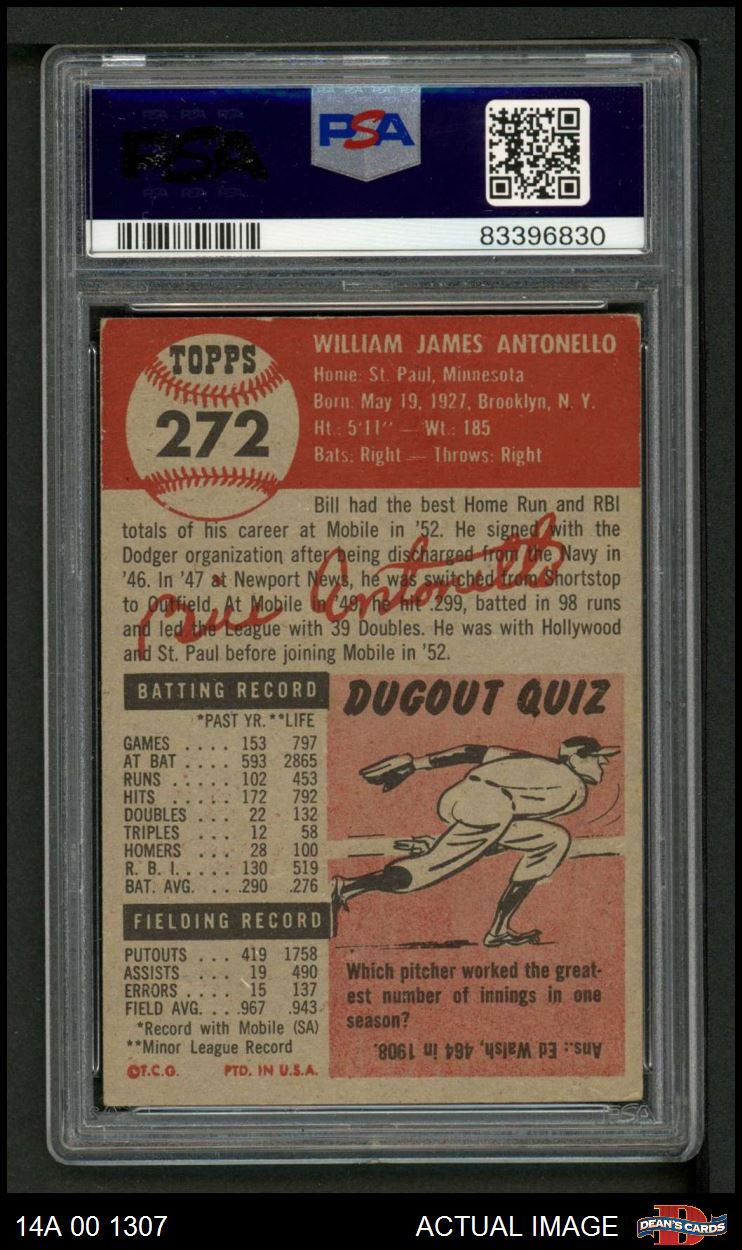 PSA
PSA
83396830
TOPPS
272
WILLIAM JAMES ANTONELLO
Home: St. Paul, Minnesota
Born: May 19, 1927, Brooklyn, N. Y.
Ht.: 5'11" — Wt.: 185
Bats: Right — Throws: Right
Bill had the best Home Run and RBI
totals of his career at Mobile in '52. He signed with the
Dodger organization after being discharged from the Navy in
'46. In '47 at Newport News, he was switched from Shortstop
to Outfield. At Mobile in '49, he hit .299, batted in 98 runs
and led the League with 39 Doubles. He was with Hollywood
and St. Paul before joining Mobile in '52.
Bill Antonello
BATTING RECORD
*PAST YR. **LIFE
GAMES .... 153 797
AT BAT .... 593 2865
RUNS ..... 102 453
HITS ..... 172 792
DOUBLES ... 22 132
TRIPLES ... 12 58
HOMERS ... 28 100
R. B. I. .... 130 519
BAT. AVG. ... .290 .276
FIELDING RECORD
PUTOUTS ... 419 1758
ASSISTS ... 19 490
ERRORS .... 15 137
FIELD AVG. ... .967 .943
*Record with Mobile (SA)
**Minor League Record
©T.C.G. PTD. IN U.S.A.
DUGOUT QUIZ
Which pitcher worked the great-
est number of innings in one
season?
Ans.: Ed Walsh, 464 in 1908.
PSA
14A 00 1307
ACTUAL IMAGE
DEAN'S CARDS